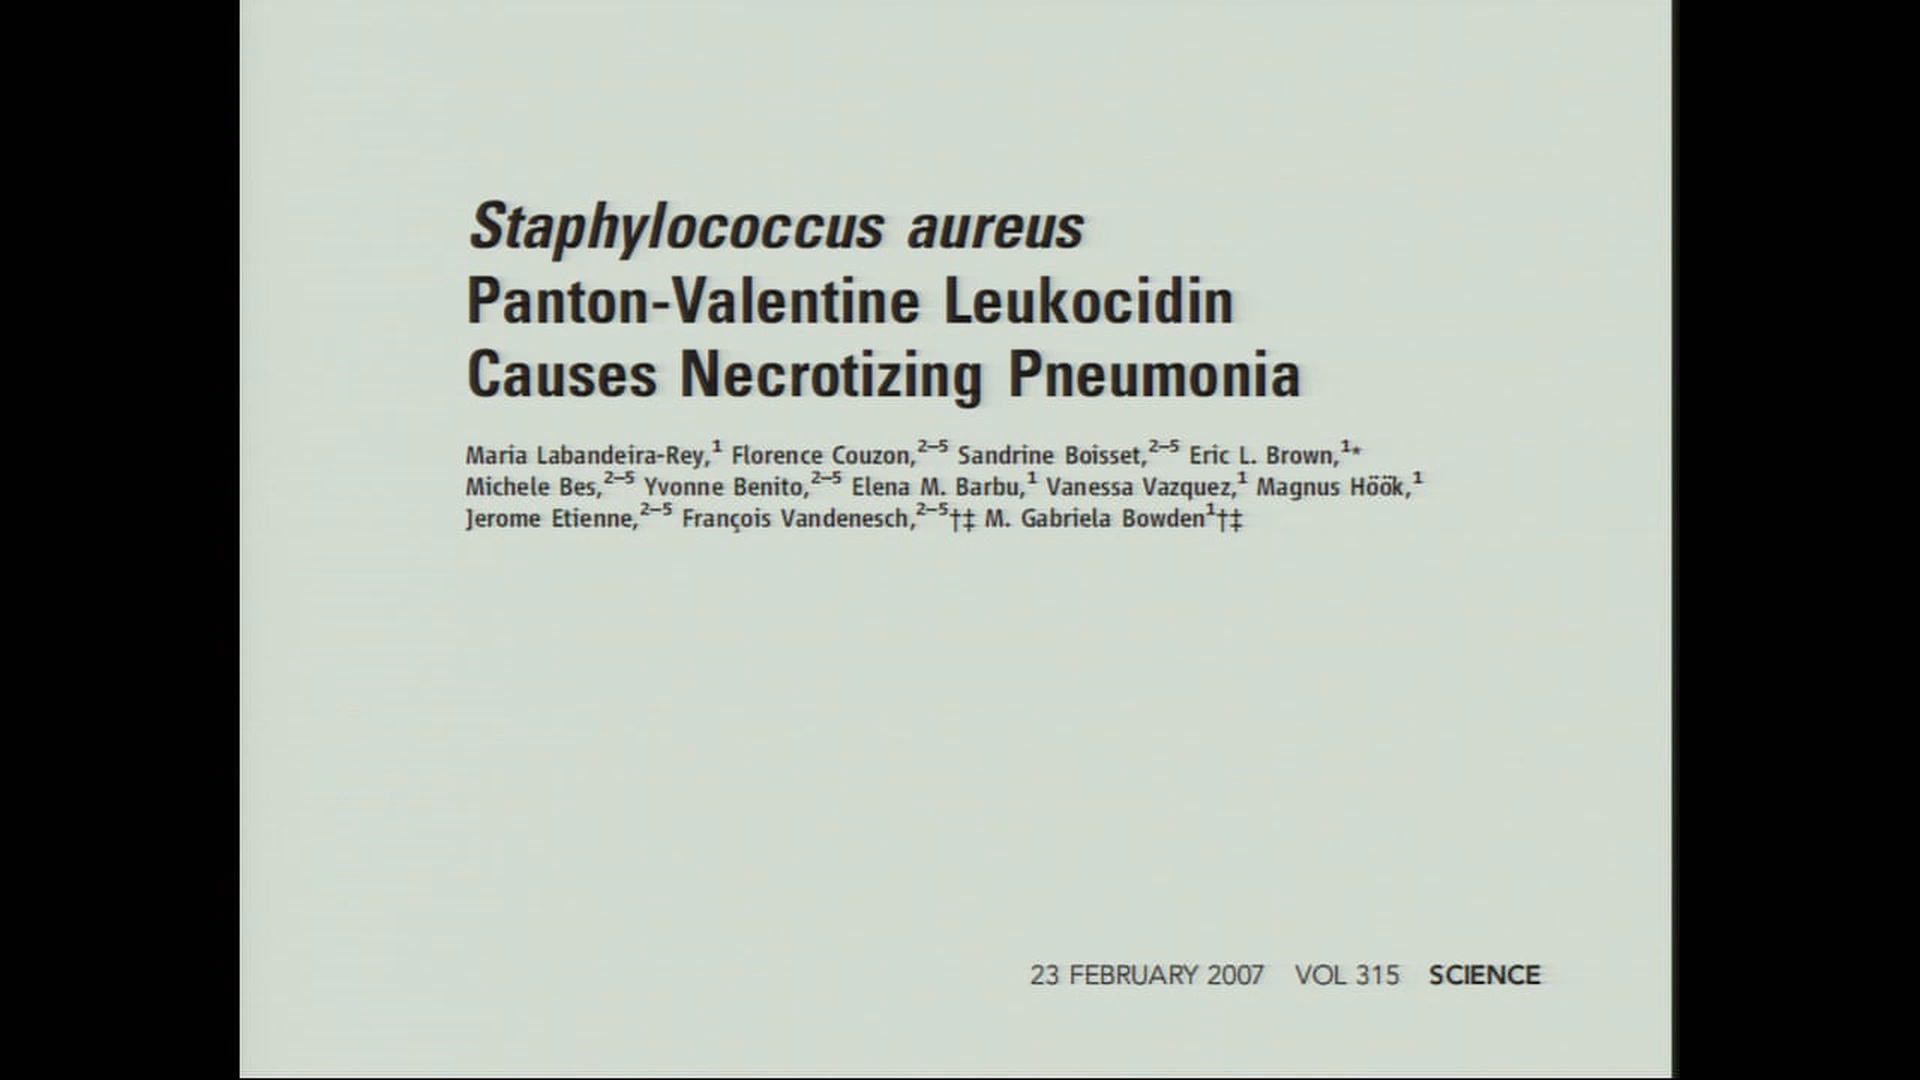 Staphylococcus aureus
Panton-Valentine Leukocidin
Causes Necrotizing Pneumonia
Maria Labandeira-Rey,¹ Florence Couzon,²⁻⁵ Sandrine Boisset,²⁻⁵ Eric L. Brown,¹*
Michele Bes,²⁻⁵ Yvonne Benito,²⁻⁵ Elena M. Barbu,¹ Vanessa Vazquez,¹ Magnus Höök,¹
Jerome Etienne,²⁻⁵ François Vandenesch,²⁻⁵†‡ M. Gabriela Bowden¹†‡
23 FEBRUARY 2007 VOL 315 SCIENCE